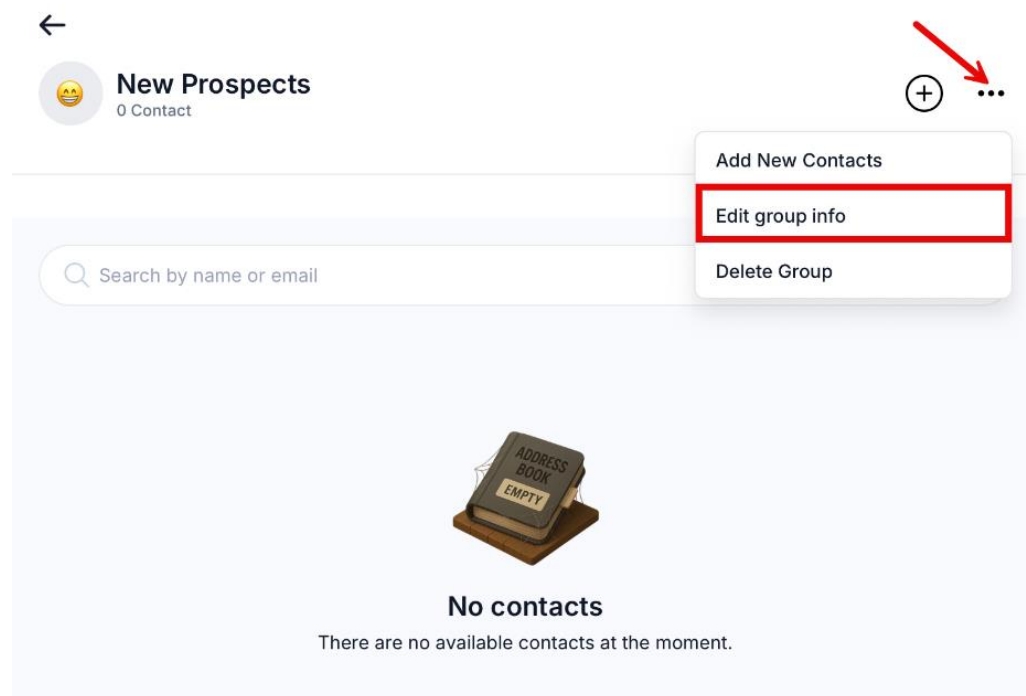 New Prospects
0 Contact
Add New Contacts
Edit group info
Delete Group
Search by name or email
ADDRESS
BOOK
EMPTY
No contacts
There are no available contacts at the moment.